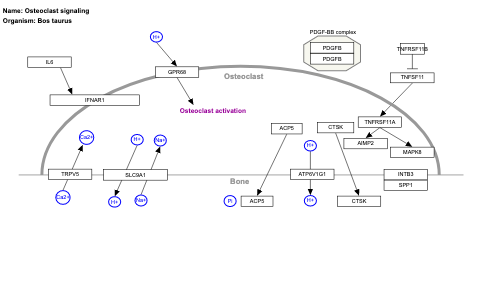 Name: Osteoclast signaling
Organism: Bos taurus
PDGF-BB complex
H+
PDGFB
PDGFB
TNFRSF11B
IL6
GPR68
Osteoclast
TNFSF11
IFNAR1
Osteoclast activation
TNFRSF11A
ACP5
CTSK
Ca2+
H+
Na+
H+
AIMP2
MAPK8
TRPV5
SLC9A1
ATP6V1G1
INTB3
Bone
SPP1
Ca2+
H+
Na+
Pi
ACP5
H+
CTSK